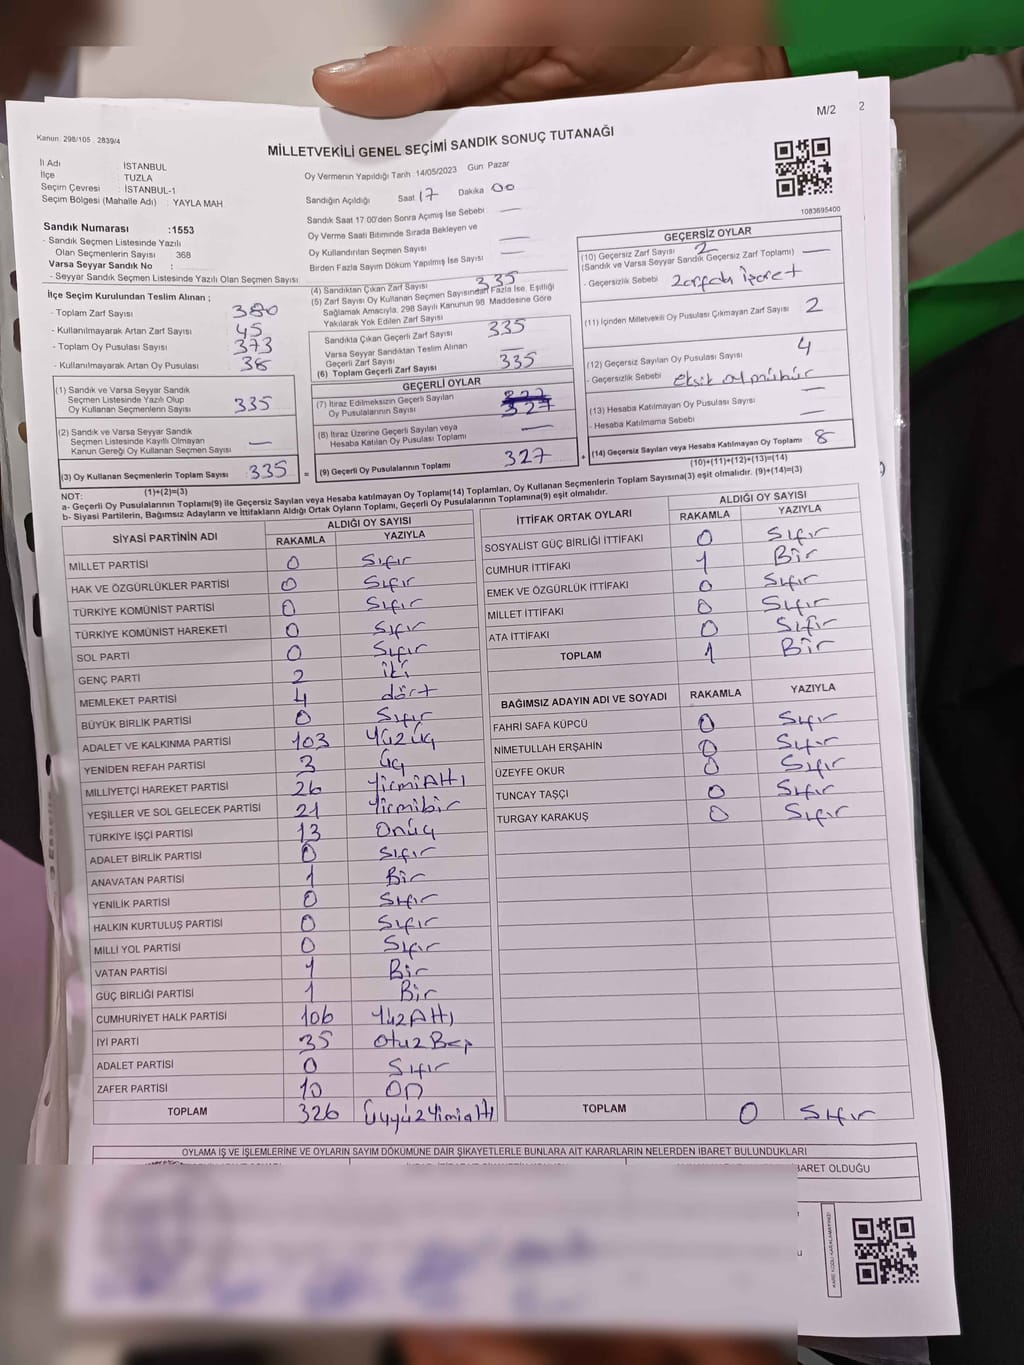 M/2 2
Kanun 298/105 , 2839/4
MİLLETVEKİLİ GENEL SEÇİMİ SANDIK SONUÇ TUTANAĞI
İl Adı : İSTANBUL
İlçe : TUZLA
Seçim Çevresi : İSTANBUL-1
Seçim Bölgesi (Mahalle Adı) : YAYLA MAH
Sandık Numarası :1553
- Sandık Seçmen Listesinde Yazılı
Olan Seçmenlerin Sayısı : 368
Varsa Seyyar Sandık No :
- Seyyar Sandık Seçmen Listesinde Yazılı Olan Seçmen Sayısı
Oy Vermenin Yapıldığı Tarih :14/05/2023 Gün Pazar
Sandığın Açıldığı Saat 17 Dakika 00
Sandık Saat 17.00'den Sonra Açımış İse Sebebi —
Oy Verme Saati Bitiminde Sırada Bekleyen ve
Oy Kullandırılan Seçmen Sayısı —
Birden Fazla Sayım Döküm Yapılmış İse Sayısı —
1083695400
İlçe Seçim Kurulundan Teslim Alınan ;
- Toplam Zarf Sayısı 380
- Kullanılmayarak Artan Zarf Sayısı 45
- Toplam Oy Pusulası Sayısı 373
- Kullanılmayarak Artan Oy Pusulası 38
(1) Sandık ve Varsa Seyyar Sandık
Seçmen Listesinde Yazılı Olup
Oy Kullanan Seçmenlerin Sayısı 335
(2) Sandık ve Varsa Seyyar Sandık
Seçmen Listesinde Kayıtlı Olmayan
Kanun Gereği Oy Kullanan Seçmen Sayısı —
(3) Oy Kullanan Seçmenlerin Toplam Sayısı 335 =
(1)+(2)=(3)
(4) Sandıktan Çıkan Zarf Sayısı 335
(5) Zarf Sayısı Oy Kullanan Seçmen Sayısından Fazla İse, Eşitliği
Sağlamak Amacıyla, 298 Sayılı Kanunun 98. Maddesine Göre
Yakılarak Yok Edilen Zarf Sayısı
Sandıkta Çıkan Geçerli Zarf Sayısı 335
Varsa Seyyar Sandıktan Teslim Alınan
Geçerli Zarf Sayısı —
(6) Toplam Geçerli Zarf Sayısı 335
GEÇERLİ OYLAR
(7) İtiraz Edilmeksizin Geçerli Sayılan
Oy Pusulalarının Sayısı 327
(8) İtiraz Üzerine Geçerli Sayılan veya
Hesaba Katılan Oy Pusulası Toplamı —
(9) Geçerli Oy Pusulalarının Toplamı 327 +
GEÇERSİZ OYLAR
(10) Geçersiz Zarf Sayısı 2
(Sandık ve Varsa Seyyar Sandık Geçersiz Zarf Toplamı) —
- Geçersizlik Sebebi Zarfda İşaret
(11) İçinden Milletvekili Oy Pusulası Çıkmayan Zarf Sayısı 2
(12) Geçersiz Sayılan Oy Pusulası Sayısı 4
- Geçersizlik Sebebi eksik oy mühür
(13) Hesaba Katılmayan Oy Pusulası Sayısı —
- Hesaba Katılmama Sebebi —
(14) Geçersiz Sayılan veya Hesaba Katılmayan Oy Toplamı 8
(10)+(11)+(12)+(13)=(14)
NOT:
a- Geçerli Oy Pusulalarının Toplamı(9) ile Geçersiz Sayılan veya Hesaba katılmayan Oy Toplamı(14) Toplamları, Oy Kullanan Seçmenlerin Toplam Sayısına(3) eşit olmalıdır. (9)+(14)=(3)
b- Siyasi Partilerin, Bağımsız Adayların ve İttifakların Aldığı Ortak Oyların Toplamı, Geçerli Oy Pusulalarının Toplamına(9) eşit olmalıdır.
SİYASİ PARTİNİN ADI ALDIĞI OY SAYISI
RAKAMLA YAZIYLA
MİLLET PARTİSİ 0 Sıfır
HAK VE ÖZGÜRLÜKLER PARTİSİ 0 Sıfır
TÜRKİYE KOMÜNİST PARTİSİ 0 Sıfır
TÜRKİYE KOMÜNİST HAREKETİ 0 Sıfır
SOL PARTİ 0 Sıfır
GENÇ PARTİ 2 iki
MEMLEKET PARTİSİ 4 dört
BÜYÜK BİRLİK PARTİSİ 0 Sıfır
ADALET VE KALKINMA PARTİSİ 103 Yüz üç
YENİDEN REFAH PARTİSİ 3 üç
MİLLİYETÇİ HAREKET PARTİSİ 26 YirmiAltı
YEŞİLLER VE SOL GELECEK PARTİSİ 21 Yirmibir
TÜRKİYE İŞÇİ PARTİSİ 13 Onüç
ADALET BİRLİK PARTİSİ 0 Sıfır
ANAVATAN PARTİSİ 1 Bir
YENİLİK PARTİSİ 0 Sıfır
HALKIN KURTULUŞ PARTİSİ 0 Sıfır
MİLLİ YOL PARTİSİ 0 Sıfır
VATAN PARTİSİ 1 Bir
GÜÇ BİRLİĞİ PARTİSİ 1 Bir
CUMHURİYET HALK PARTİSİ 106 YüzAltı
İYİ PARTİ 35 Otuz Beş
ADALET PARTİSİ 0 Sıfır
ZAFER PARTİSİ 10 On
TOPLAM 326
İTTİFAK ORTAK OYLARI ALDIĞI OY SAYISI
RAKAMLA YAZIYLA
SOSYALİST GÜÇ BİRLİĞİ İTTİFAKI 0 Sıfır
CUMHUR İTTİFAKI 1 Bir
EMEK VE ÖZGÜRLÜK İTTİFAKI 0 Sıfır
MİLLET İTTİFAKI 0 Sıfır
ATA İTTİFAKI 0 Sıfır
TOPLAM 1 Bir
BAĞIMSIZ ADAYIN ADI VE SOYADI RAKAMLA YAZIYLA
FAHRİ SAFA KÜPCÜ 0 Sıfır
NİMETULLAH ERŞAHİN 0 Sıfır
ÜZEYFE OKUR 0 Sıfır
TUNCAY TAŞÇI 0 Sıfır
TURGAY KARAKUŞ 0 Sıfır
TOPLAM 0 Sıfır
OYLAMA İŞ VE İŞLEMLERİNE VE OYLARIN SAYIM DÖKÜMÜNE DAİR ŞİKAYETLERLE BUNLARA AİT KARARLARIN NELERDEN İBARET BULUNDUKLARI
BARET OLDUĞU